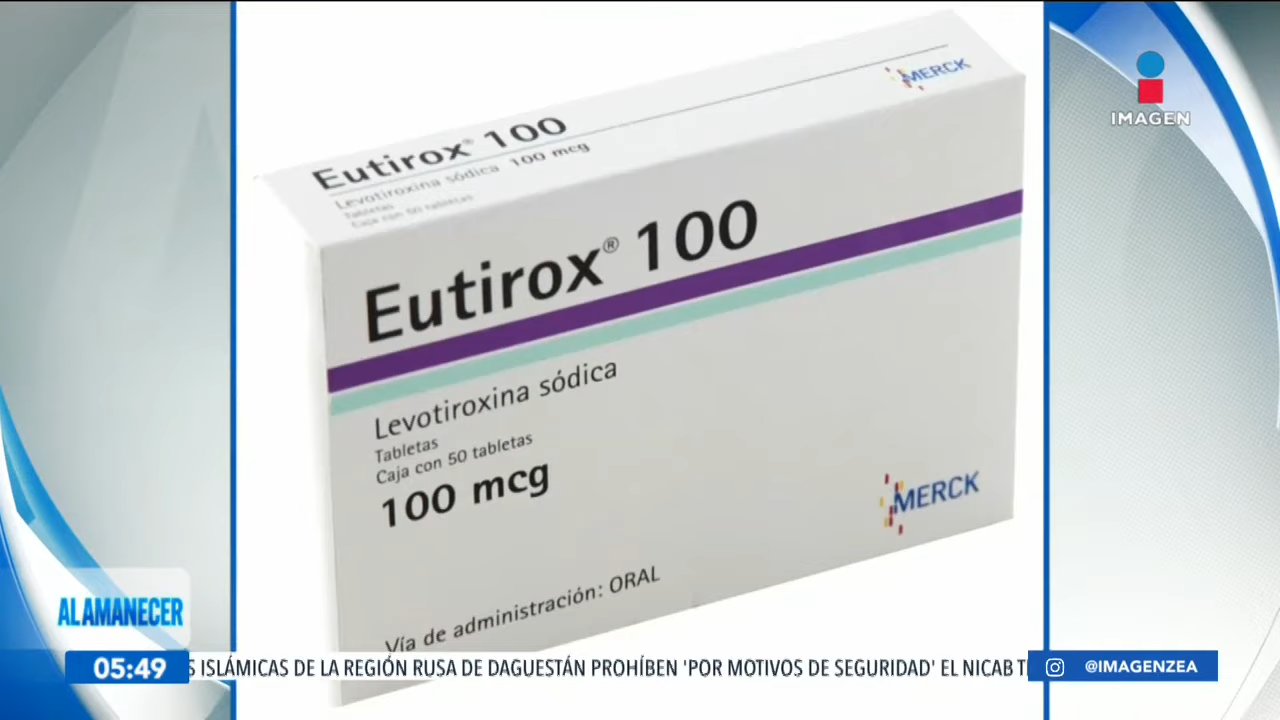 Eutirox® 100
Levotiroxina sódica 100 mcg
Tabletas
Caja con 50 tabletas
MERCK
IMAGEN
Eutirox® 100
Levotiroxina sódica
Tabletas
Caja con 50 tabletas
100 mcg
MERCK
Vía de administración: ORAL
AL AMANECER
05:49
S ISLÁMICAS DE LA REGIÓN RUSA DE DAGUESTÁN PROHÍBEN 'POR MOTIVOS DE SEGURIDAD' EL NICAB T
@IMAGENZEA